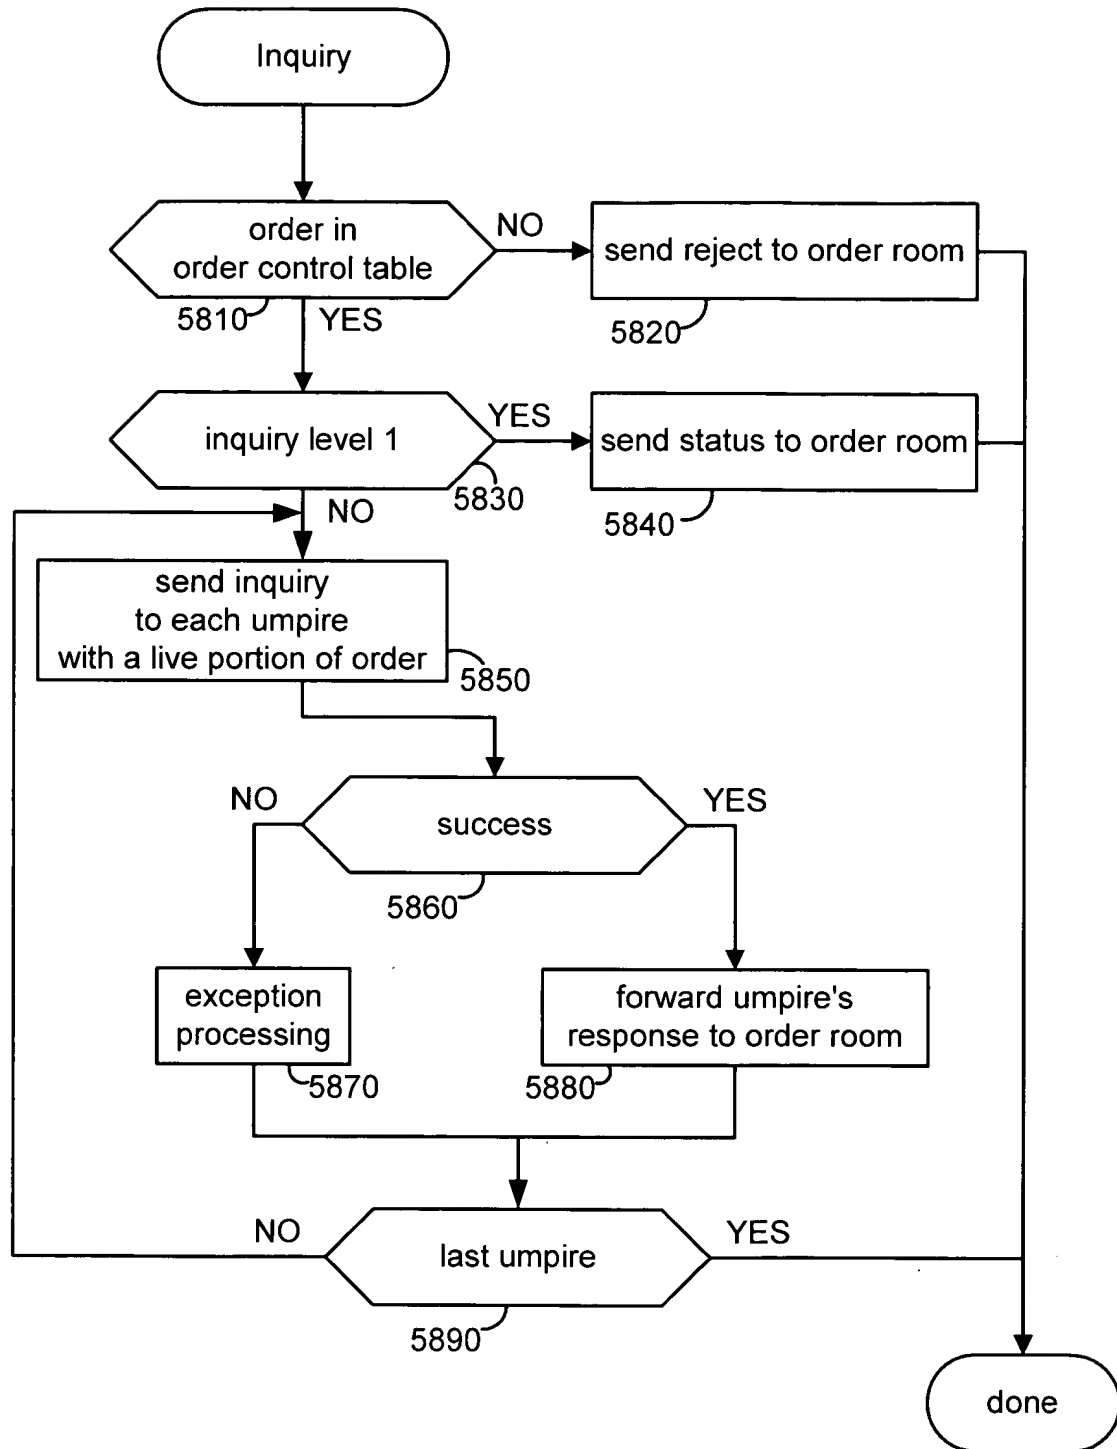 Inquiry
order in
order control table
NO
send reject to order room
5810
YES
5820
inquiry level 1
YES
send status to order room
5830
5840
NO
send inquiry
to each umpire
with a live portion of order
5850
NO
YES
success
5860
exception
processing
forward umpire's
response to order room
5870
5880
NO
YES
last umpire
5890
done